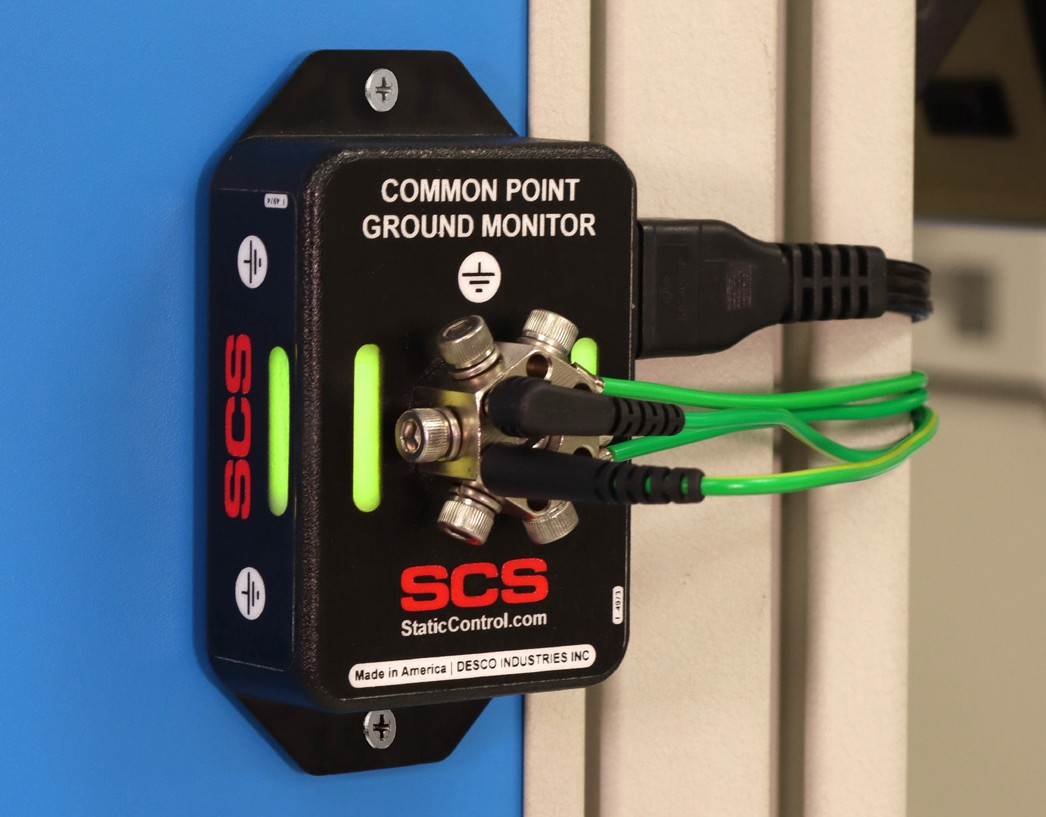 COMMON POINT
GROUND MONITOR
SCS
SCS
StaticControl.com
Made in America | DESCO INDUSTRIES INC